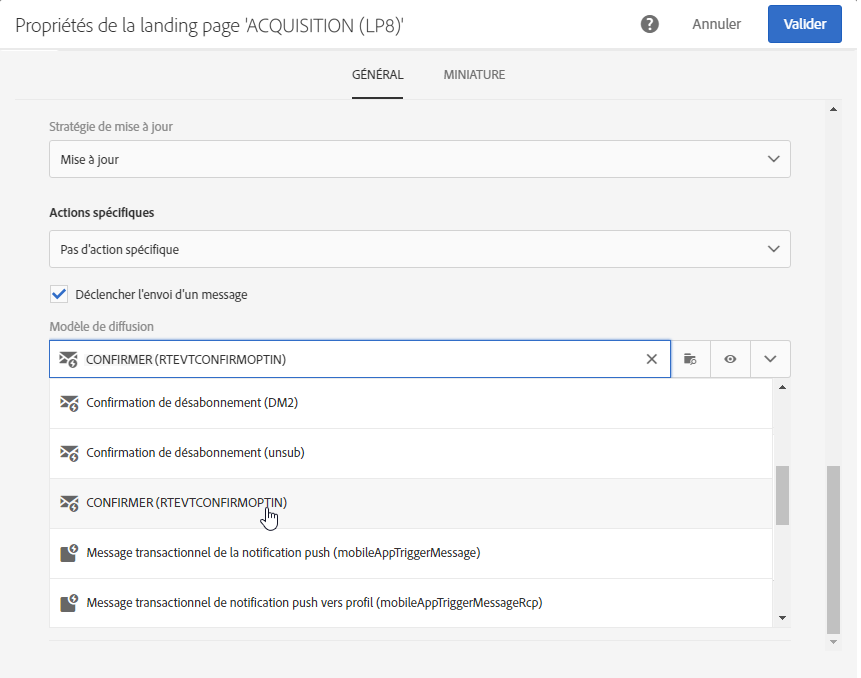 Propriétés de la landing page 'ACQUISITION (LP8)'
Annuler
Valider
GÉNÉRAL
MINIATURE
Stratégie de mise à jour
Mise à jour
Actions spécifiques
Pas d'action spécifique
Déclencher l'envoi d'un message
Modèle de diffusion
CONFIRMER (RTEVTCONFIRMOPTIN)
Confirmation de désabonnement (DM2)
Confirmation de désabonnement (unsub)
CONFIRMER (RTEVTCONFIRMOPTIN)
Message transactionnel de la notification push (mobileAppTriggerMessage)
Message transactionnel de notification push vers profil (mobileAppTriggerMessageRcp)